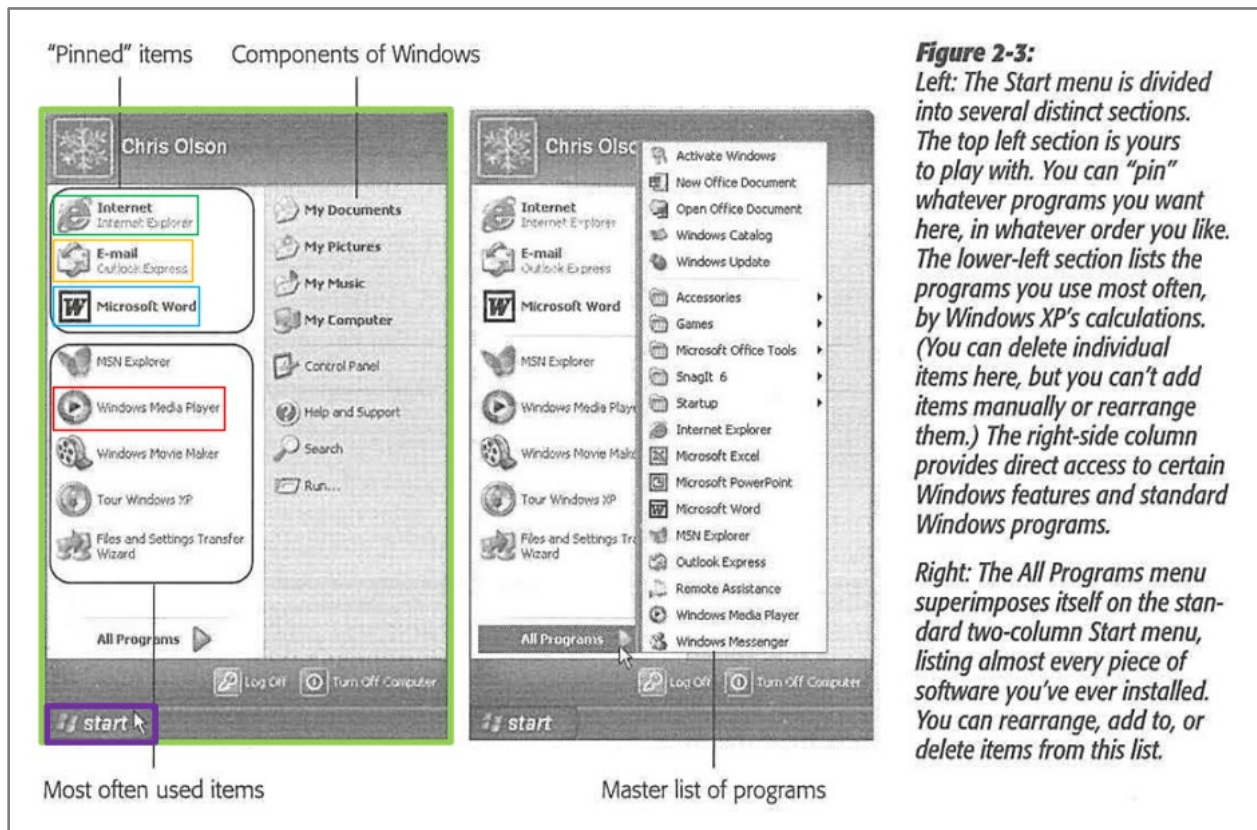 "Pinned" items
Components of Windows
Chris Olson
Internet
Internet Explorer
E-mail
Outlook Express
Microsoft Word
MSN Explorer
Windows Media Player
Windows Movie Maker
Tour Windows XP
Files and Settings Transfer
Wizard
All Programs
My Documents
My Pictures
My Music
My Computer
Control Panel
Help and Support
Search
Run...
Log Off
Turn Off Computer
start
Most often used items
Chris Olso
Internet
Internet Explorer
E-mail
Outlook Express
Microsoft Word
MSN Explorer
Windows Media Playe
Windows Movie Make
Tour Windows XP
Files and Settings Tra
Wizard
All Programs
Activate Windows
New Office Document
Open Office Document
Windows Catalog
Windows Update
Accessories
Games
Microsoft Office Tools
SnagIt 6
Startup
Internet Explorer
Microsoft Excel
Microsoft PowerPoint
Microsoft Word
MSN Explorer
Outlook Express
Remote Assistance
Windows Media Player
Windows Messenger
Log Off
Turn Off Computer
start
Master list of programs
Figure 2-3:
Left: The Start menu is divided
into several distinct sections.
The top left section is yours
to play with. You can "pin"
whatever programs you want
here, in whatever order you like.
The lower-left section lists the
programs you use most often,
by Windows XP's calculations.
(You can delete individual
items here, but you can't add
items manually or rearrange
them.) The right-side column
provides direct access to certain
Windows features and standard
Windows programs.
Right: The All Programs menu
superimposes itself on the stan-
dard two-column Start menu,
listing almost every piece of
software you've ever installed.
You can rearrange, add to, or
delete items from this list.